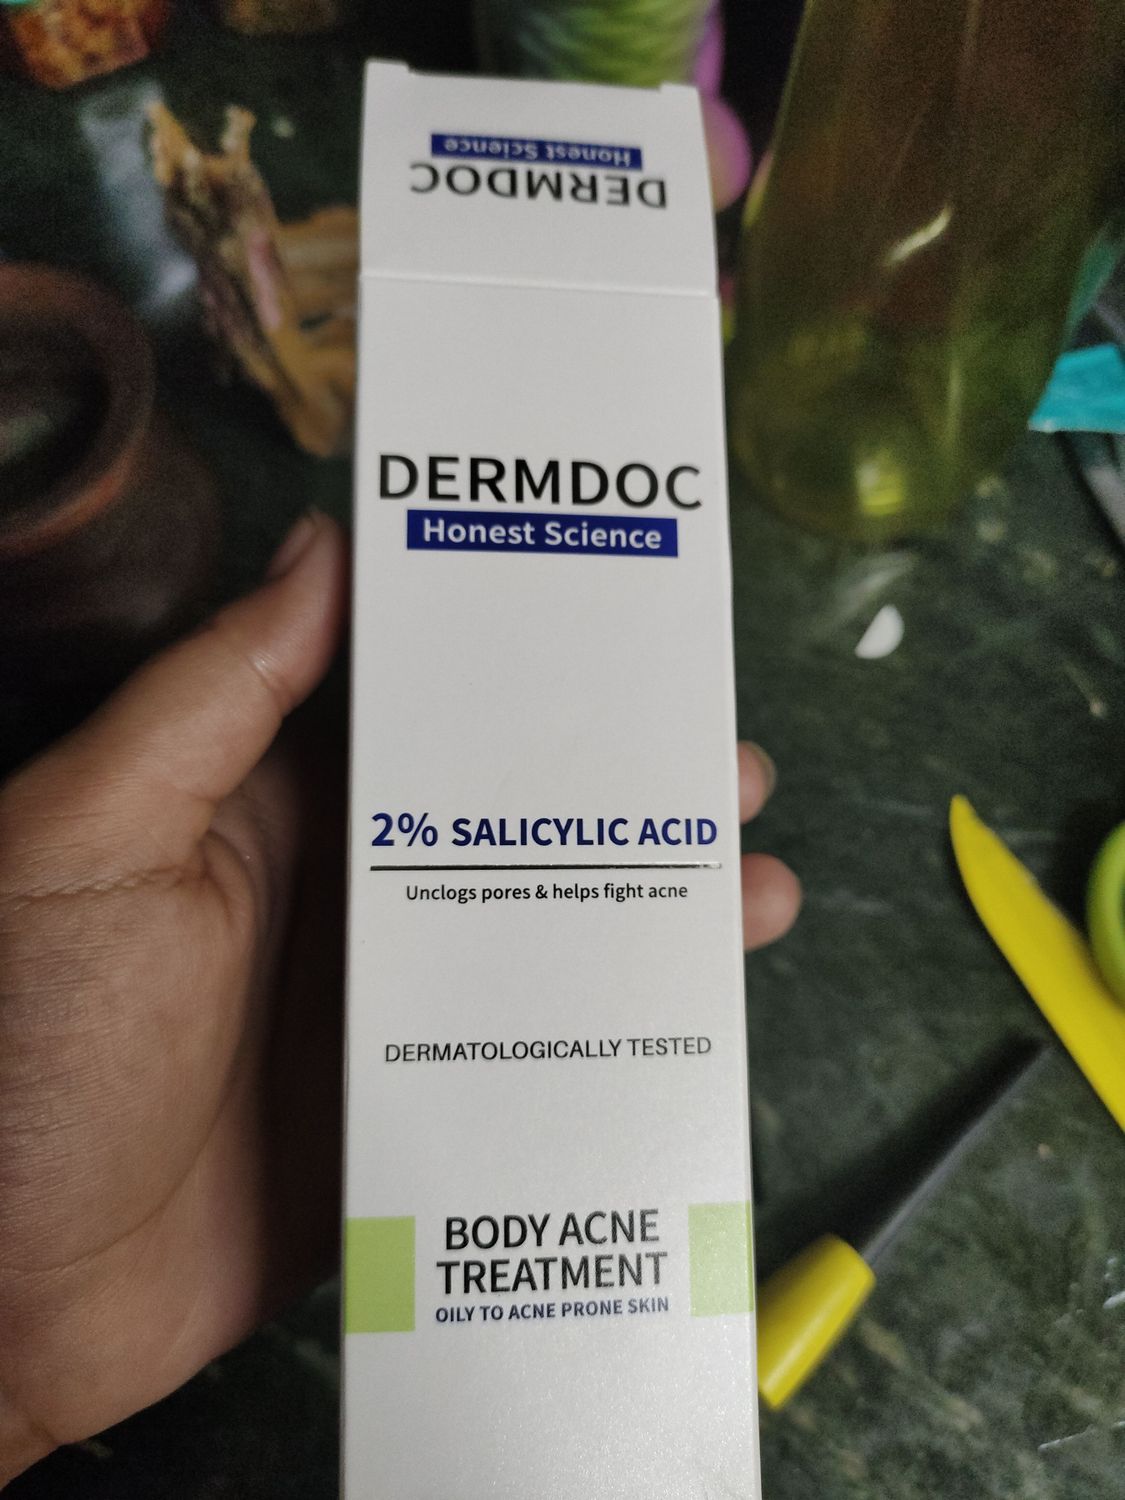 Honest Science
DERMDOC
DERMDOC
Honest Science
2% SALICYLIC ACID
Unclogs pores & helps fight acne
DERMATOLOGICALLY TESTED
BODY ACNE
TREATMENT
OILY TO ACNE PRONE SKIN